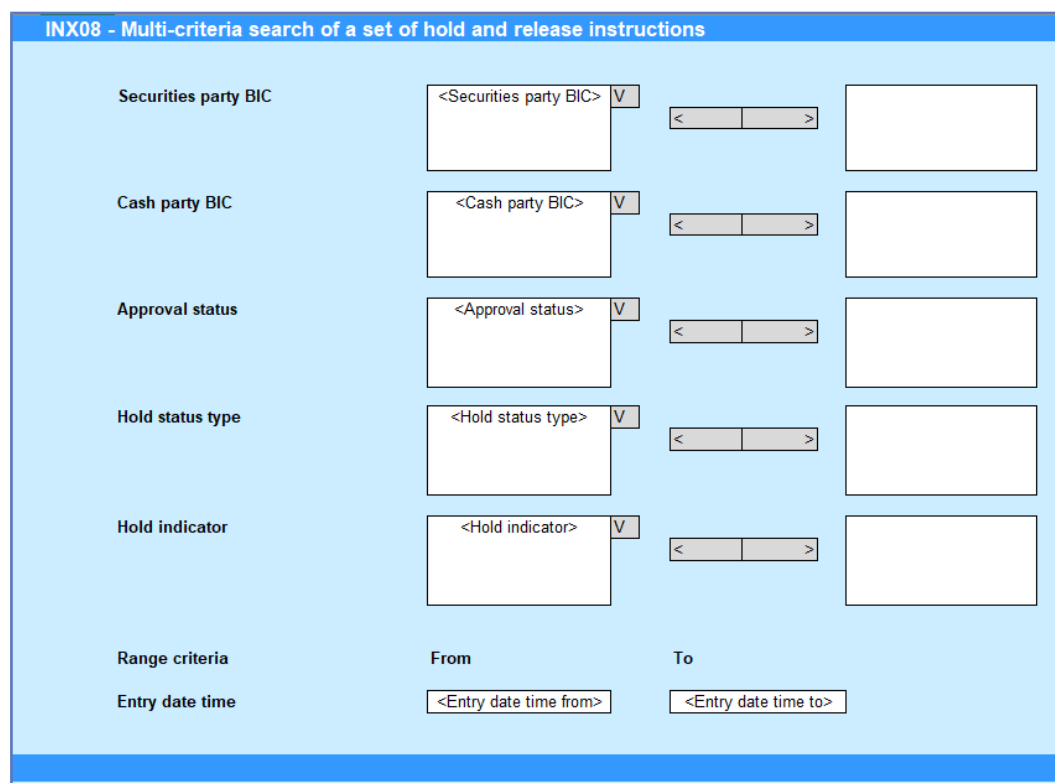 INX08 - Multi-criteria search of a set of hold and release instructions
Securities party BIC <Securities party BIC> V
< >
Cash party BIC <Cash party BIC> V
< >
Approval status <Approval status> V
< >
Hold status type <Hold status type> V
< >
Hold indicator <Hold indicator> V
< >
Range criteria From To
Entry date time <Entry date time from> <Entry date time to>